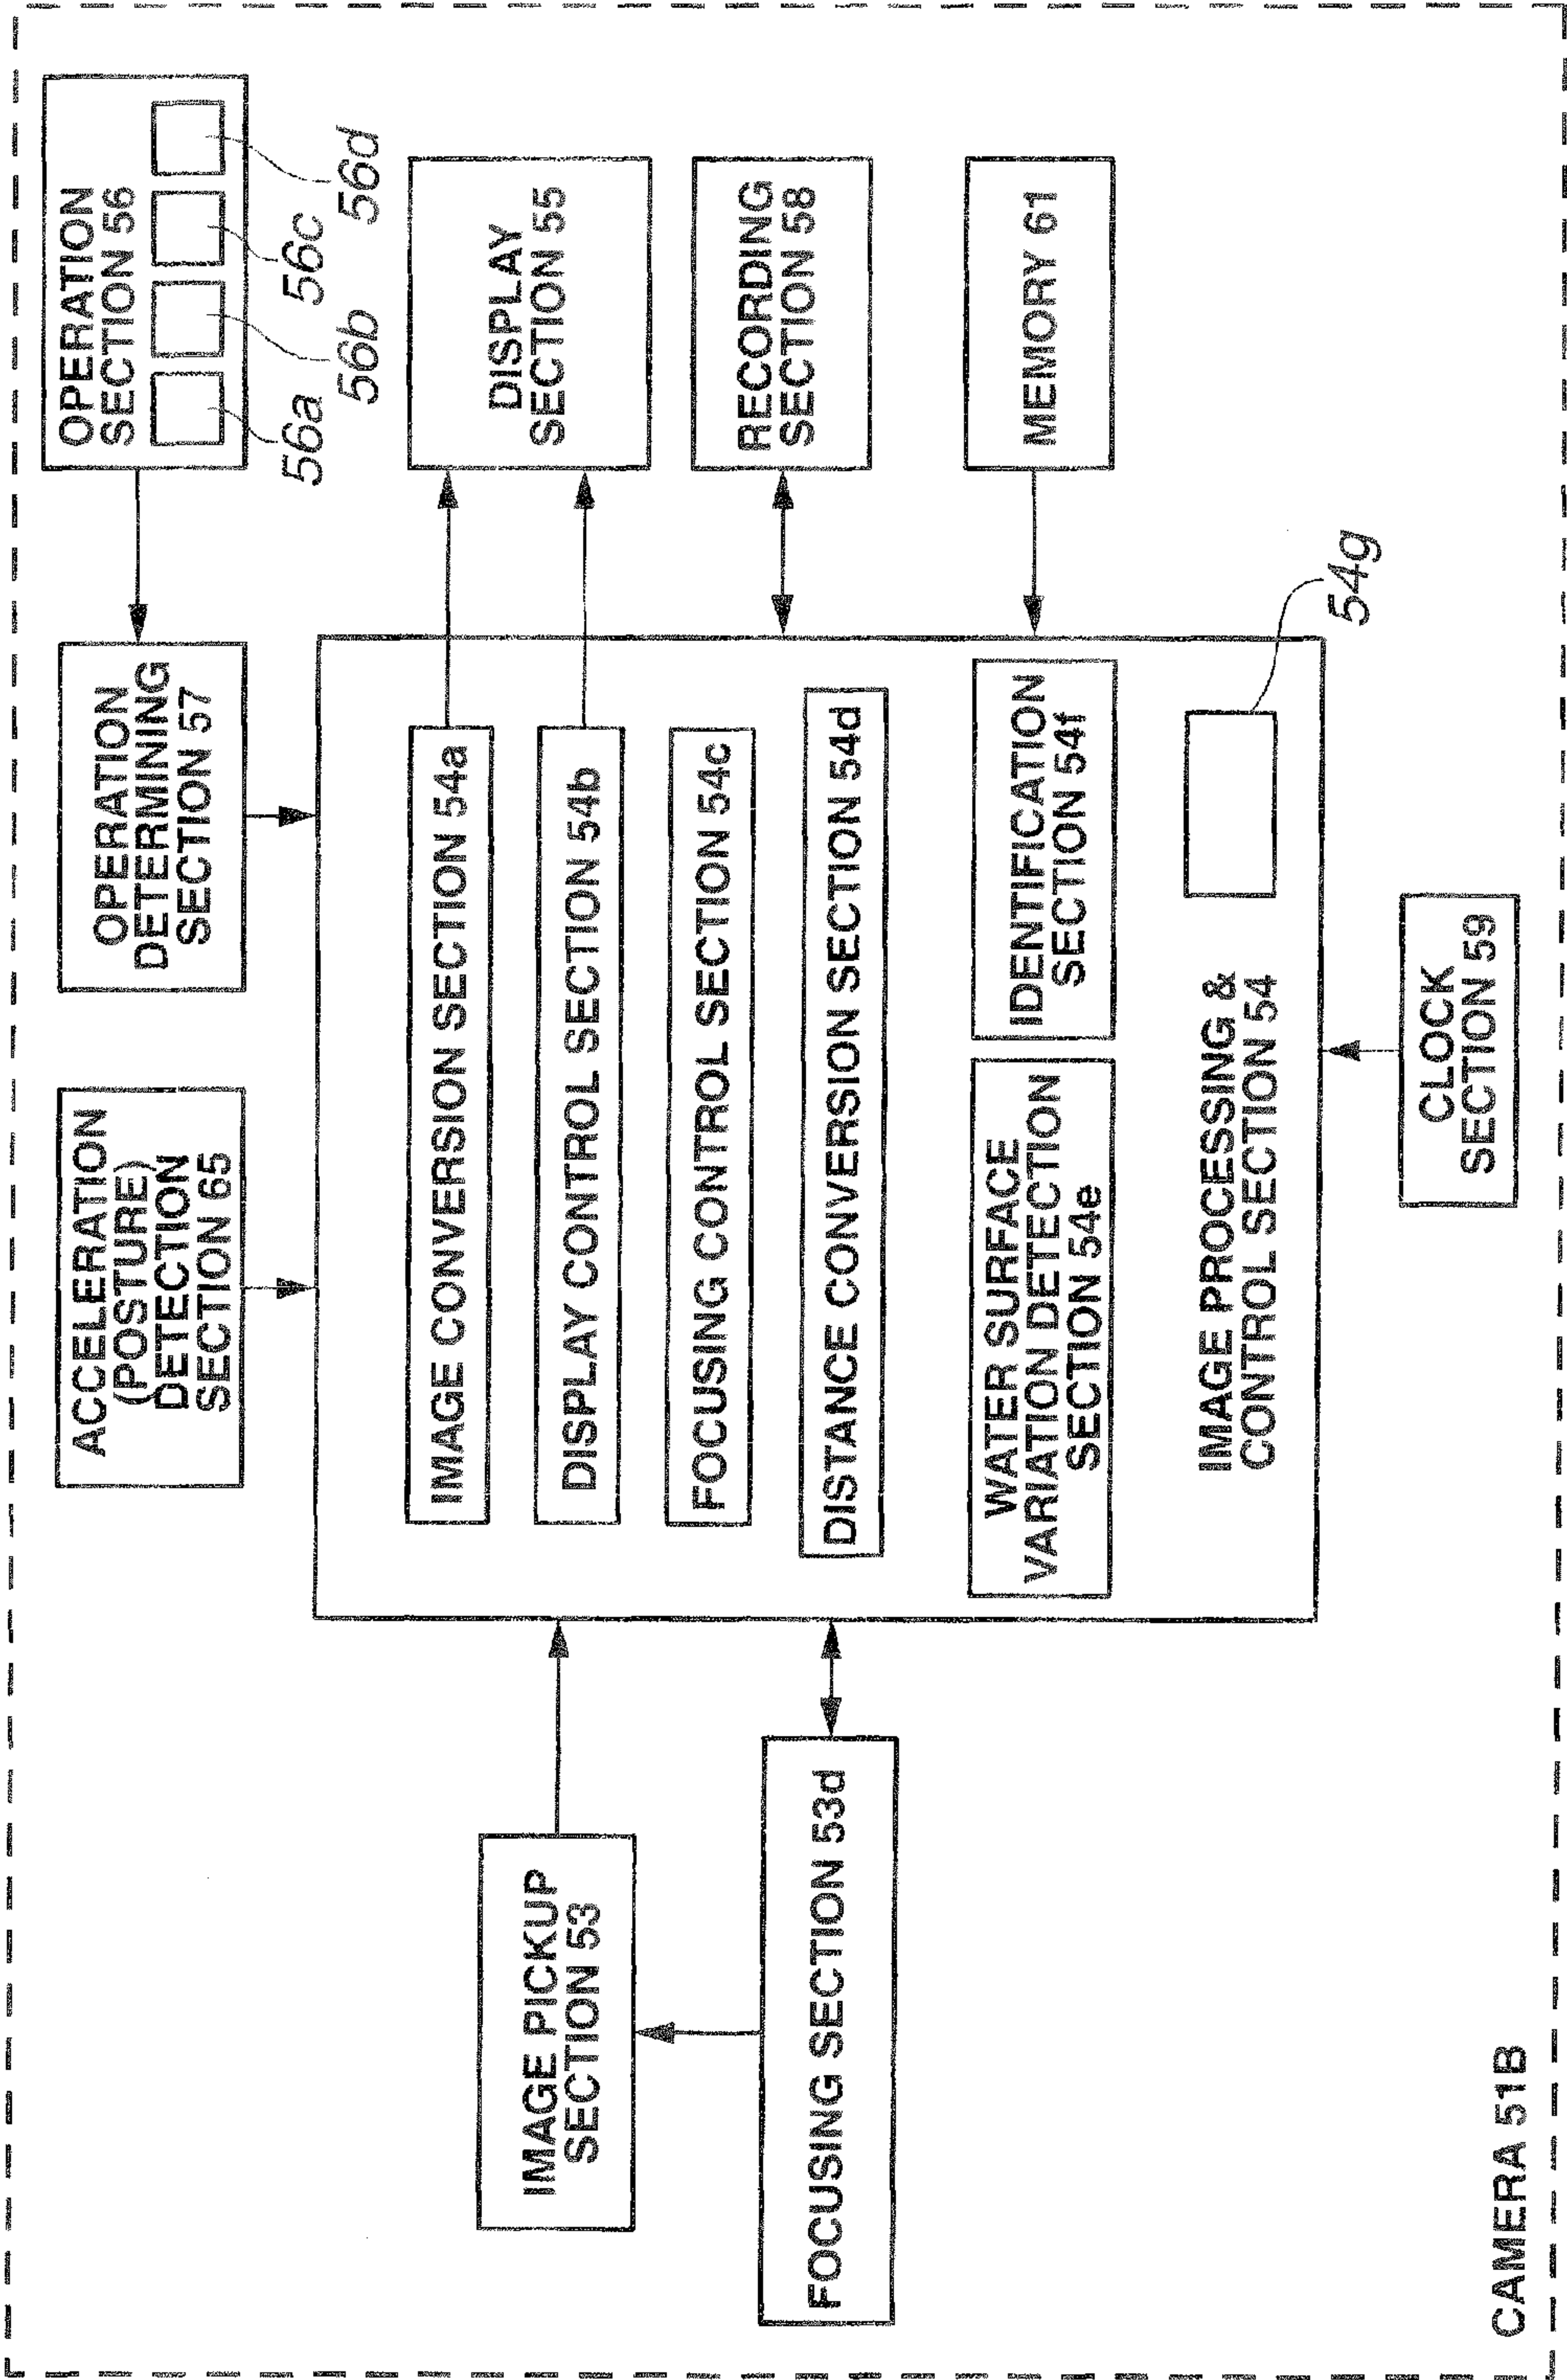 ACCELERATION
(POSTURE)
DETECTION
SECTION 65
OPERATION
DETERMINING
SECTION 57
OPERATION
SECTION 56
56a
56b
56c
56d
IMAGE PICKUP
SECTION 53
FOCUSING SECTION 53d
IMAGE CONVERSION SECTION 54a
DISPLAY CONTROL SECTION 54b
FOCUSING CONTROL SECTION 54c
DISTANCE CONVERSION SECTION 54d
WATER SURFACE
VARIATION DETECTION
SECTION 54e
IDENTIFICATION
SECTION 54f
IMAGE PROCESSING &
CONTROL SECTION 54
54g
DISPLAY
SECTION 55
RECORDING
SECTION 58
MEMORY 61
CLOCK
SECTION 59
CAMERA 51B